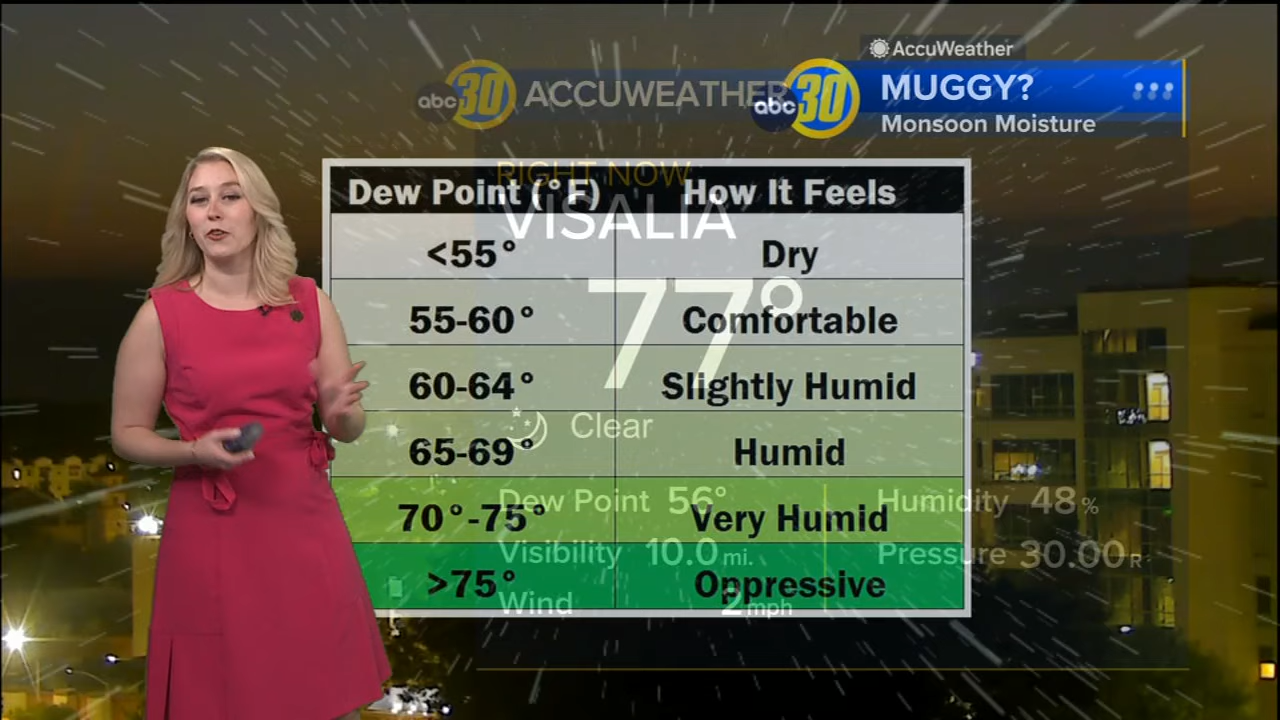 AccuWeather
abc 30 ACCUWEATHER
abc 30 MUGGY?
Monsoon Moisture
RIGHT NOW
VISALIA
77°
Clear
Dew Point 56° Humidity 48%
Visibility 10.0 mi. Pressure 30.00 R
Wind 2 mph
Dew Point (°F) How It Feels
<55° Dry
55-60° Comfortable
60-64° Slightly Humid
65-69° Humid
70°-75° Very Humid
>75° Oppressive